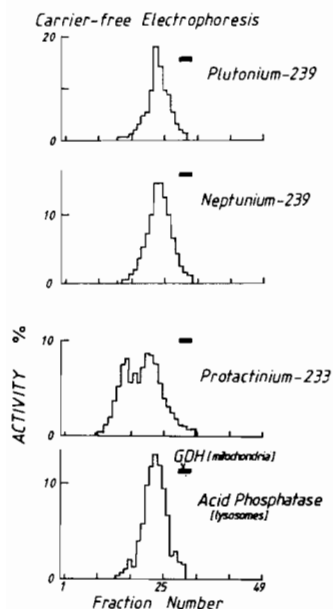 Carrier-free Electrophoresis
20
0
Plutonium-239
10
0
Neptunium-239
10
0
Protactinium-233
ACTIVITY %
GDH [mitochondria]
10
Acid Phosphatase
[lysosomes]
0
1 25 49
Fraction Number